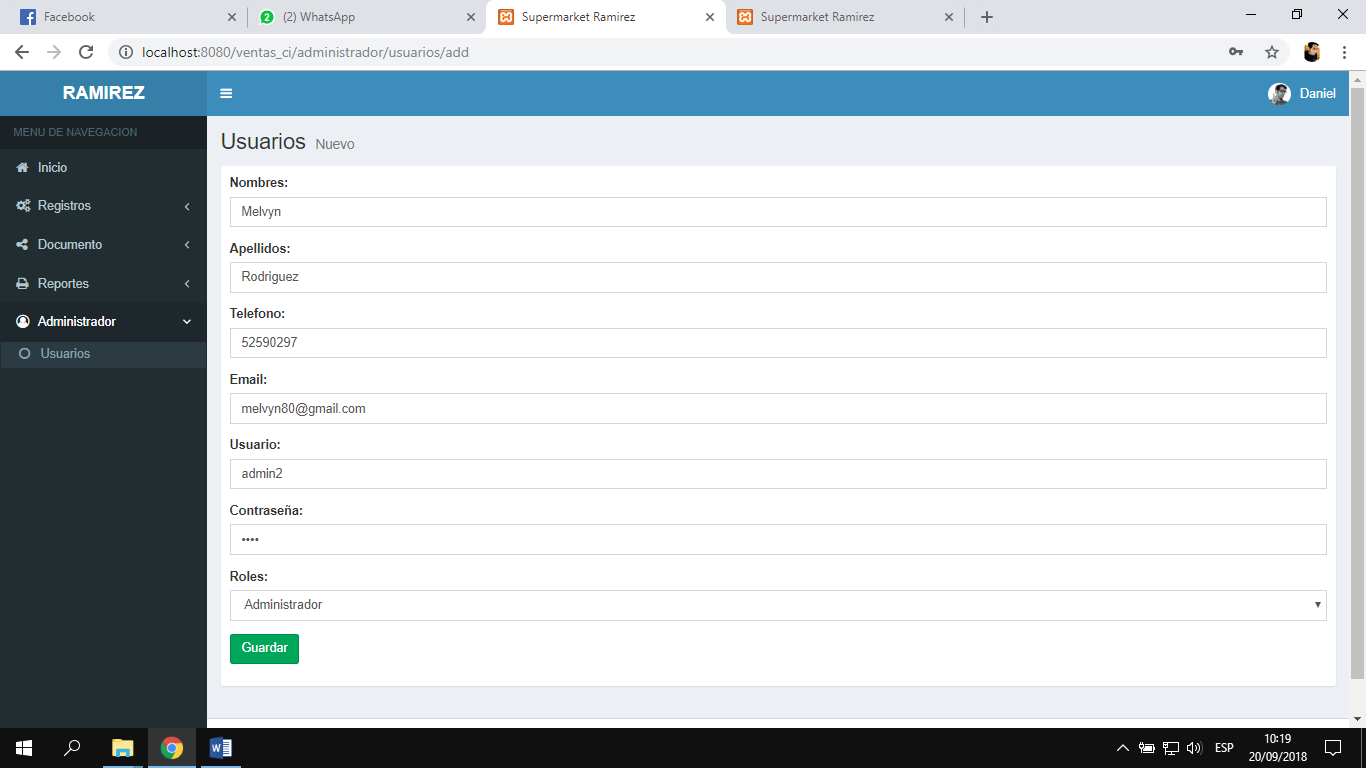 Facebook
(2) WhatsApp
Supermarket Ramirez
Supermarket Ramirez
localhost:8080/ventas_ci/administrador/usuarios/add
RAMIREZ
Daniel
MENU DE NAVEGACION
Inicio
Registros
Documento
Reportes
Administrador
Usuarios
Usuarios Nuevo
Nombres:
Melvyn
Apellidos:
Rodriguez
Telefono:
52590297
Email:
melvyn80@gmail.com
Usuario:
admin2
Contraseña:
••••
Roles:
Administrador
Guardar
ESP
10:19
20/09/2018